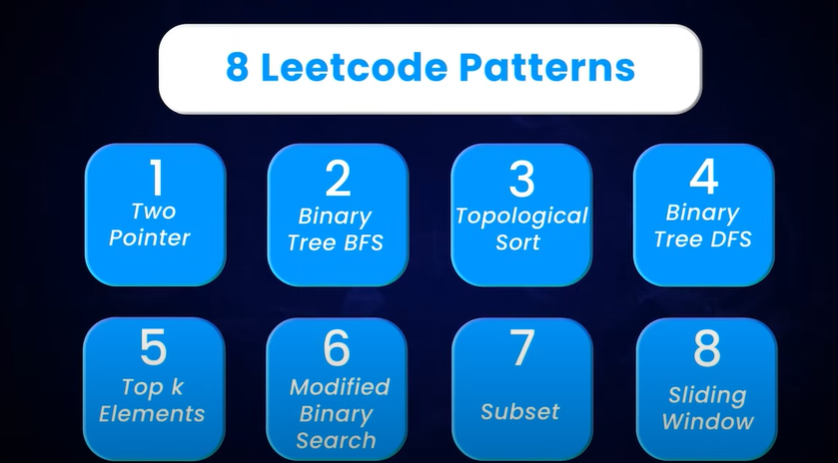 8 Leetcode Patterns
1
Two
Pointer
2
Binary
Tree BFS
3
Topological
Sort
4
Binary
Tree DFS
5
Top k
Elements
6
Modified
Binary
Search
7
Subset
8
Sliding
Window